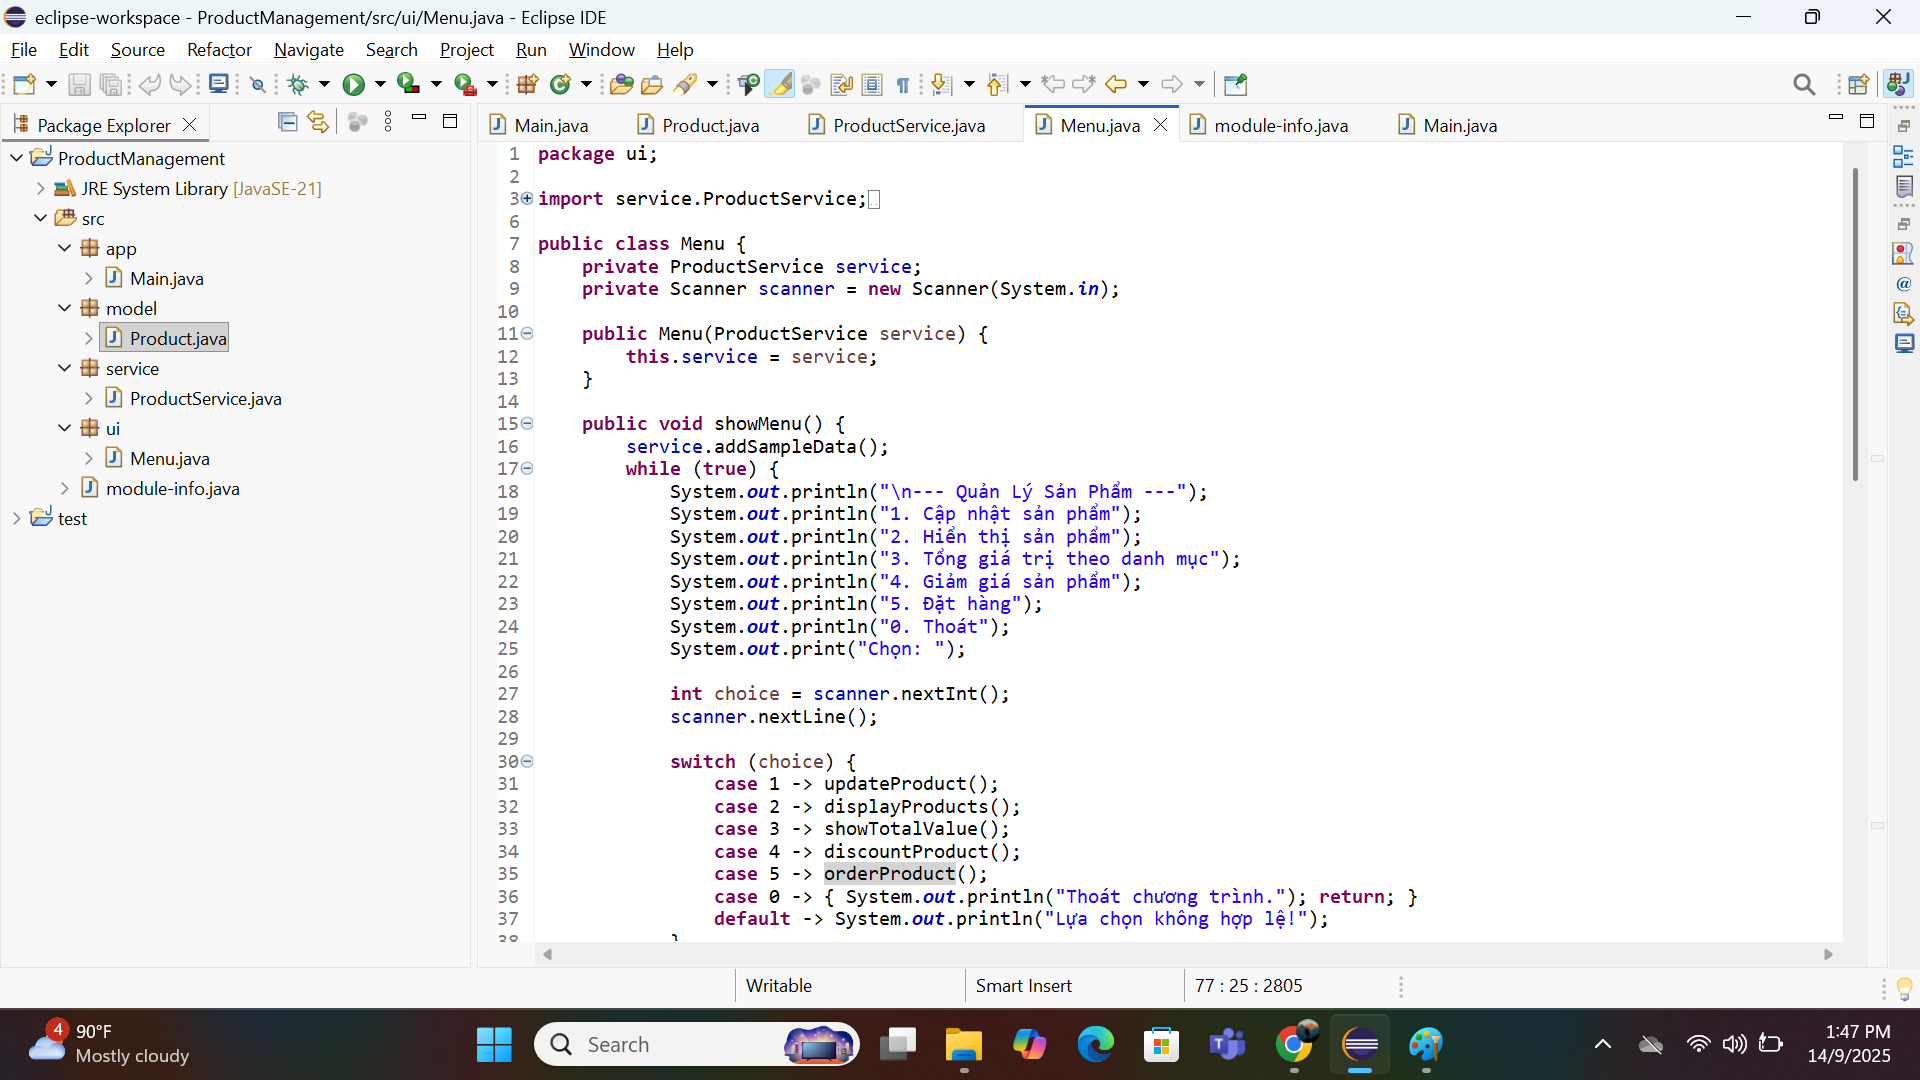 eclipse-workspace - ProductManagement/src/ui/Menu.java - Eclipse IDE
File Edit Source Refactor Navigate Search Project Run Window Help
Package Explorer
ProductManagement
JRE System Library [JavaSE-21]
src
app
Main.java
model
Product.java
service
ProductService.java
ui
Menu.java
module-info.java
test
Main.java Product.java ProductService.java Menu.java module-info.java Main.java
1 package ui;
2
3 import service.ProductService;
6
7 public class Menu {
8 private ProductService service;
9 private Scanner scanner = new Scanner(System.in);
10
11 public Menu(ProductService service) {
12 this.service = service;
13 }
14
15 public void showMenu() {
16 service.addSampleData();
17 while (true) {
18 System.out.println("\n--- Quản Lý Sản Phẩm ---");
19 System.out.println("1. Cập nhật sản phẩm");
20 System.out.println("2. Hiển thị sản phẩm");
21 System.out.println("3. Tổng giá trị theo danh mục");
22 System.out.println("4. Giảm giá sản phẩm");
23 System.out.println("5. Đặt hàng");
24 System.out.println("0. Thoát");
25 System.out.print("Chọn: ");
26
27 int choice = scanner.nextInt();
28 scanner.nextLine();
29
30 switch (choice) {
31 case 1 -> updateProduct();
32 case 2 -> displayProducts();
33 case 3 -> showTotalValue();
34 case 4 -> discountProduct();
35 case 5 -> orderProduct();
36 case 0 -> { System.out.println("Thoát chương trình."); return; }
37 default -> System.out.println("Lựa chọn không hợp lệ!");
38 }
Writable Smart Insert 77 : 25 : 2805
4
90°F
Mostly cloudy
Search
1:47 PM
14/9/2025